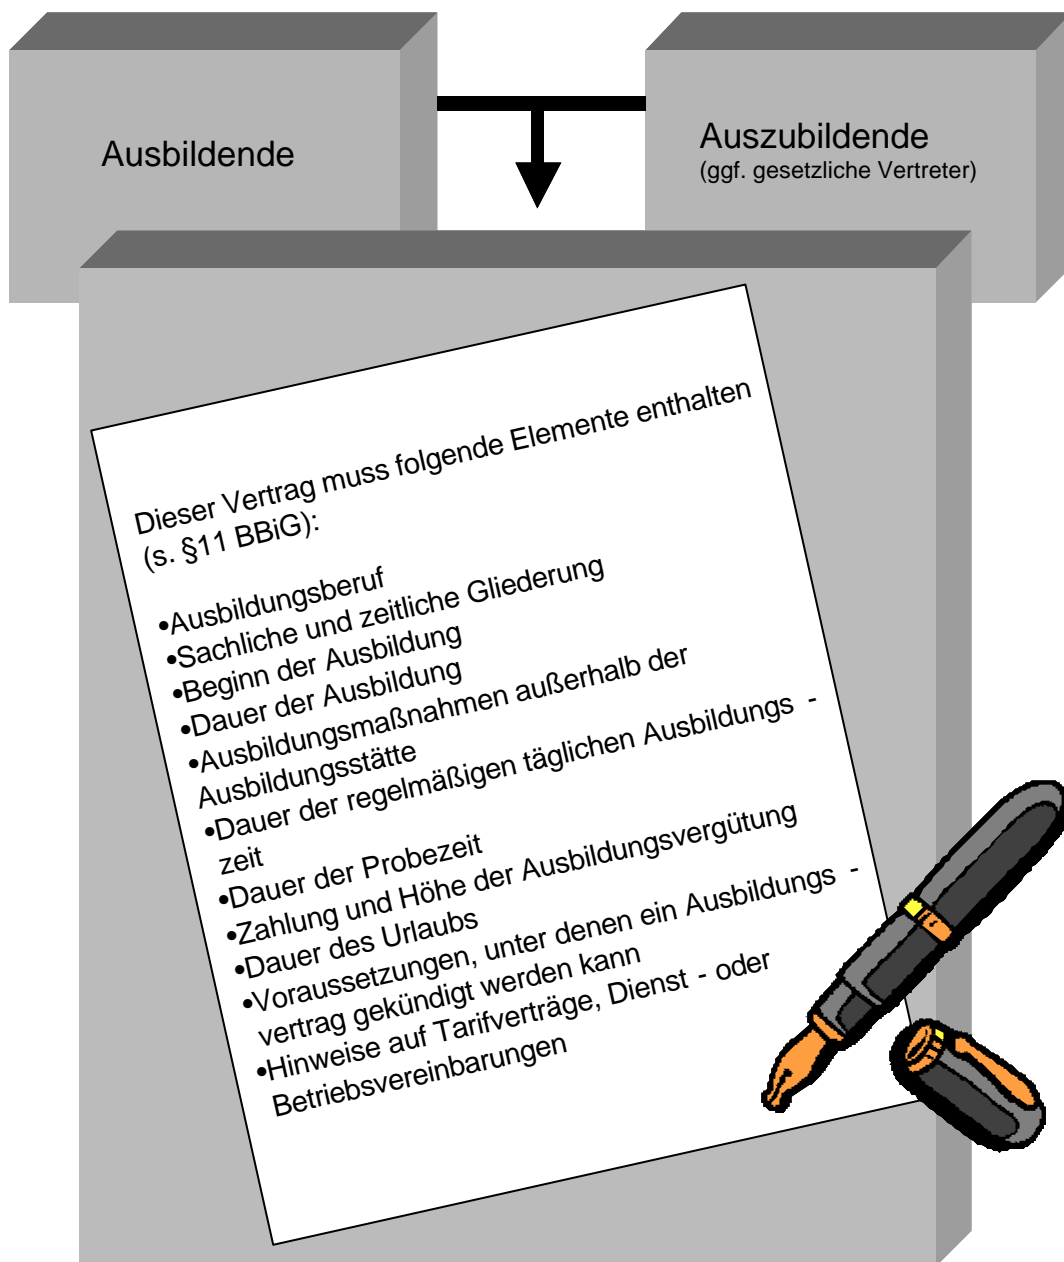 Ausbildende
Auszubildende
(ggf. gesetzliche Vertreter)
Dieser Vertrag muss folgende Elemente enthalten
(s. §11 BBiG):
•Ausbildungsberuf
•Sachliche und zeitliche Gliederung
•Beginn der Ausbildung
•Dauer der Ausbildung
•Ausbildungsmaßnahmen außerhalb der
Ausbildungsstätte
•Dauer der regelmäßigen täglichen Ausbildungs -
zeit
•Dauer der Probezeit
•Zahlung und Höhe der Ausbildungsvergütung
•Dauer des Urlaubs
•Voraussetzungen, unter denen ein Ausbildungs -
vertrag gekündigt werden kann
•Hinweise auf Tarifverträge, Dienst - oder
Betriebsvereinbarungen